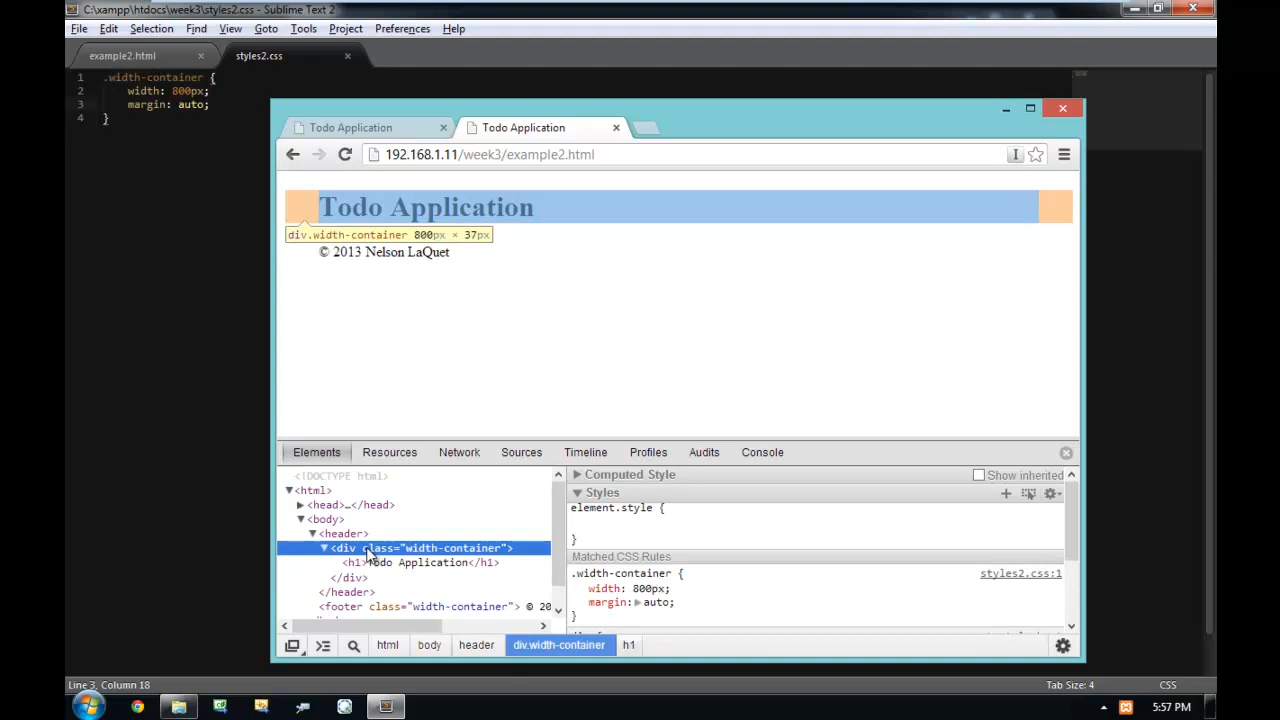 C:\xampp\htdocs\week3\styles2.css - Sublime Text 2
File Edit Selection Find View Goto Tools Project Preferences Help
example2.html × styles2.css ×
1 .width-container {
2 width: 800px;
3 margin: auto;
4 }
Todo Application × Todo Application ×
192.168.1.11/week3/example2.html
Todo Application
div.width-container 800px × 37px
© 2013 Nelson LaQuet
Elements Resources Network Sources Timeline Profiles Audits Console
<!DOCTYPE html>
▼<html>
▶<head>…</head>
▼<body>
▼<header>
▼<div class="width-container">
<h1>Todo Application</h1>
</div>
</header>
<footer class="width-container"> © 20
▶Computed Style Show inherited
▼Styles
element.style {
}
Matched CSS Rules
.width-container { styles2.css:1
width: 800px;
margin:▶auto;
}
html body header div.width-container h1
Line 3, Column 18 Tab Size: 4 CSS
5:57 PM